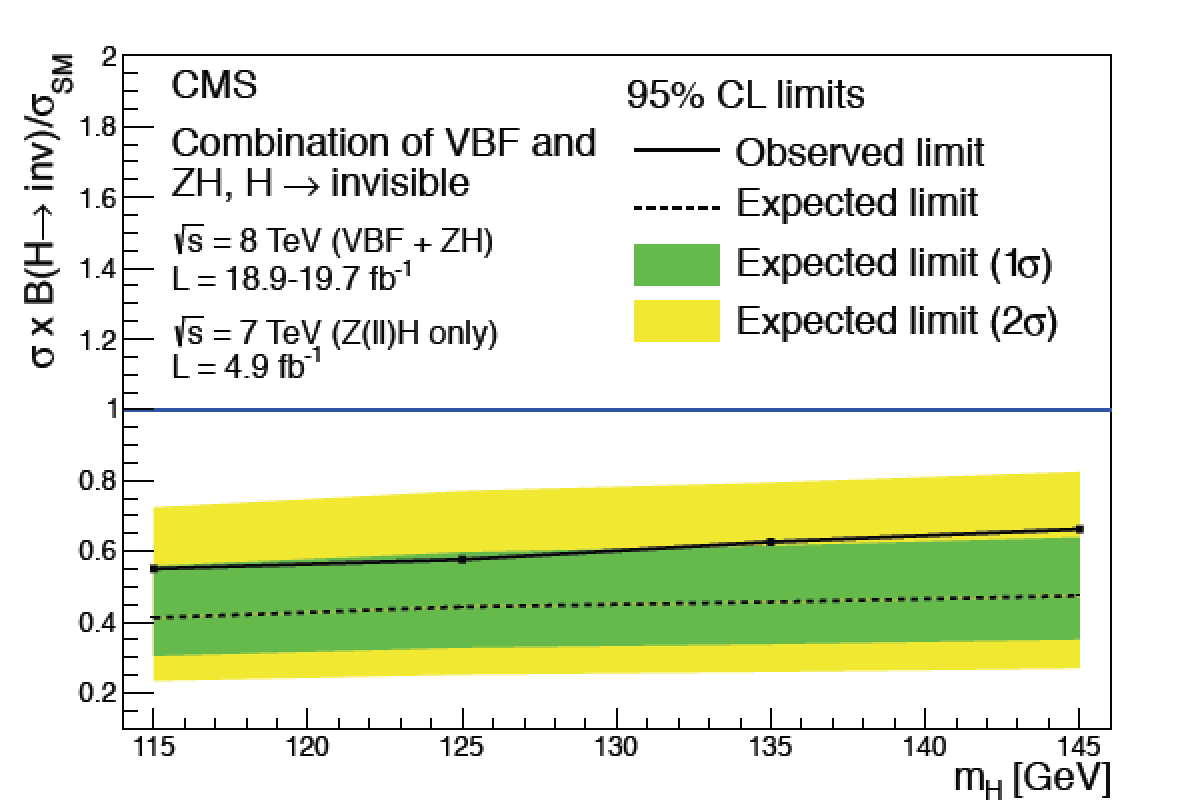 σ x B(H→ inv)/σSM
2
1.8
1.6
1.4
1.2
1
0.8
0.6
0.4
0.2
CMS
Combination of VBF and
ZH, H → invisible
√s = 8 TeV (VBF + ZH)
L = 18.9-19.7 fb-1
√s = 7 TeV (Z(ll)H only)
L = 4.9 fb-1
95% CL limits
Observed limit
Expected limit
Expected limit (1σ)
Expected limit (2σ)
115 120 125 130 135 140 145
mH [GeV]